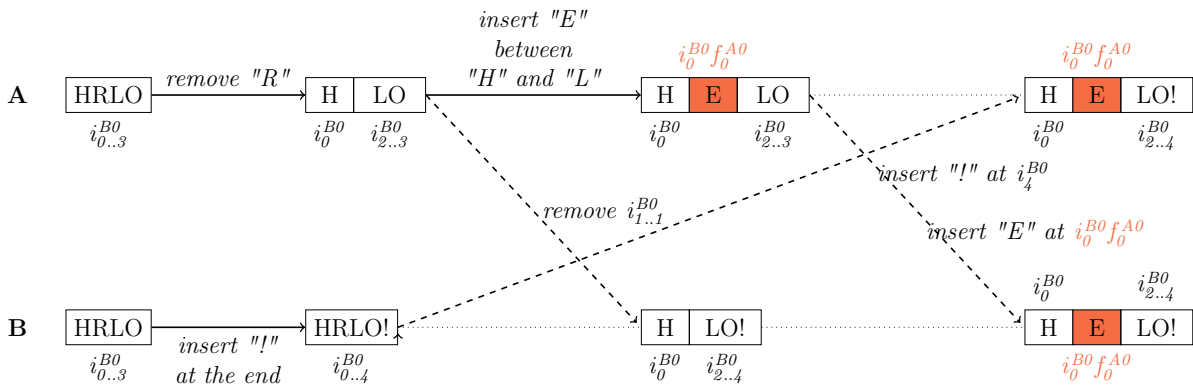 insert "E"
between
"H" and "L"
remove "R"
i_0^{B0} f_0^{A0}
i_0^{B0} f_0^{A0}
A
HRLO
H LO
H E LO
H E LO!
i_{0..3}^{B0}
i_0^{B0} i_{2..3}^{B0}
i_0^{B0} i_{2..3}^{B0}
i_0^{B0} i_{2..4}^{B0}
insert "!" at i_4^{B0}
remove i_{1..1}^{B0}
insert "E" at i_0^{B0} f_0^{A0}
i_0^{B0} i_{2..4}^{B0}
B
HRLO
HRLO!
H LO!
H E LO!
insert "!"
at the end
i_{0..3}^{B0}
i_{0..4}^{B0}
i_0^{B0} i_{2..4}^{B0}
i_0^{B0} f_0^{A0}